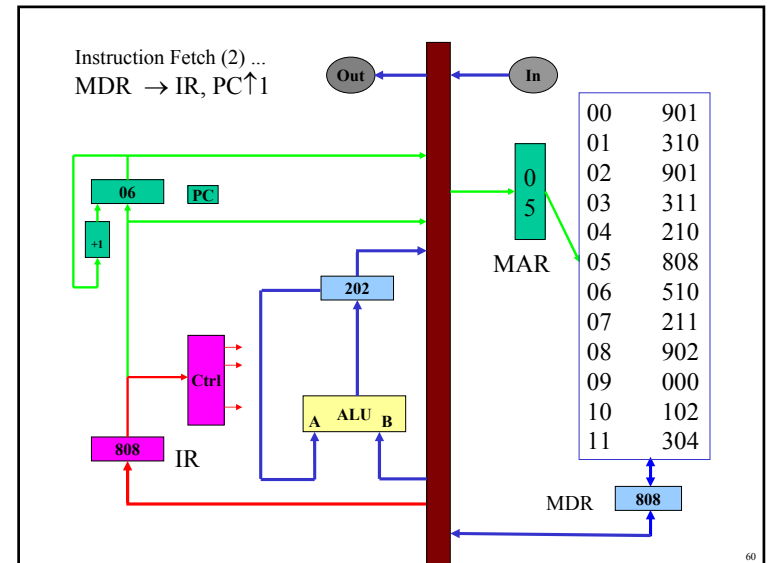 Instruction Fetch (2) ...
MDR → IR, PC↑1
Out
In
06
PC
+1
202
Ctrl
ALU
A
B
808
IR
0
5
MAR
00 901
01 310
02 901
03 311
04 210
05 808
06 510
07 211
08 902
09 000
10 102
11 304
MDR
808
60